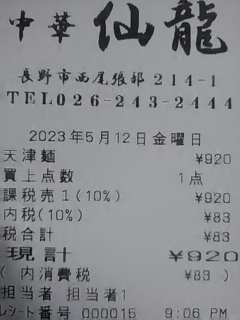 中華 仙龍
長野市西尾張部 214-1
TEL026-243-2444
2023年5月12日金曜日
天津麺 ¥920
買上点数 1点
課税売1(10%) ¥920
内税(10%) ¥83
税合計 ¥83
現計 ¥920
( 内消費税 ¥83 )
担当者 担当者1
レシート番号 000015 9:06 PM